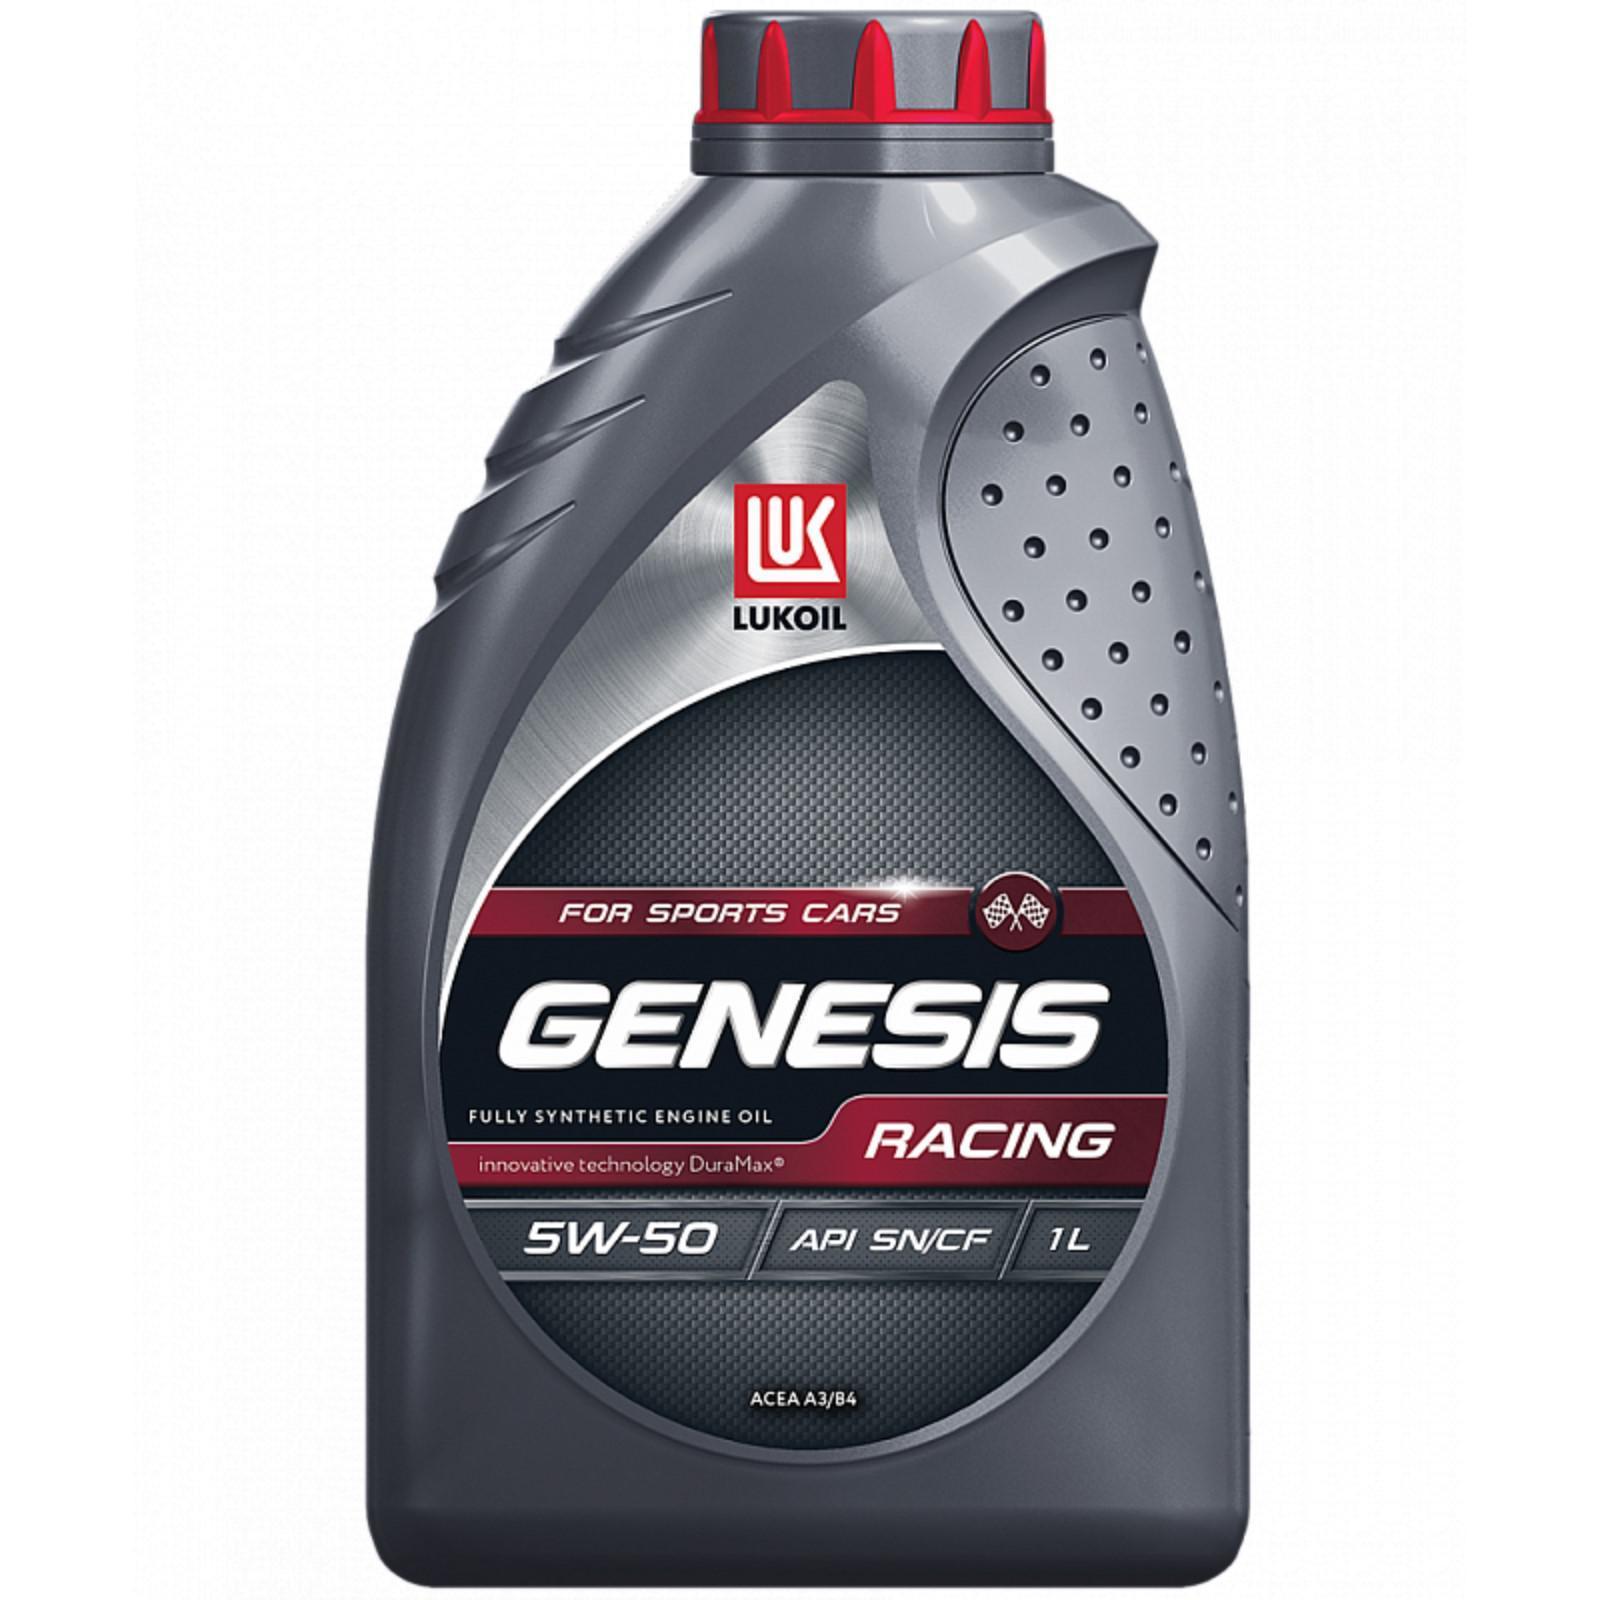 LUK
LUKOIL
FOR SPORTS CARS
GENESIS
FULLY SYNTHETIC ENGINE OIL
RACING
innovative technology DuraMax®
5W-50 API SN/CF 1L
ACEA A3/B4